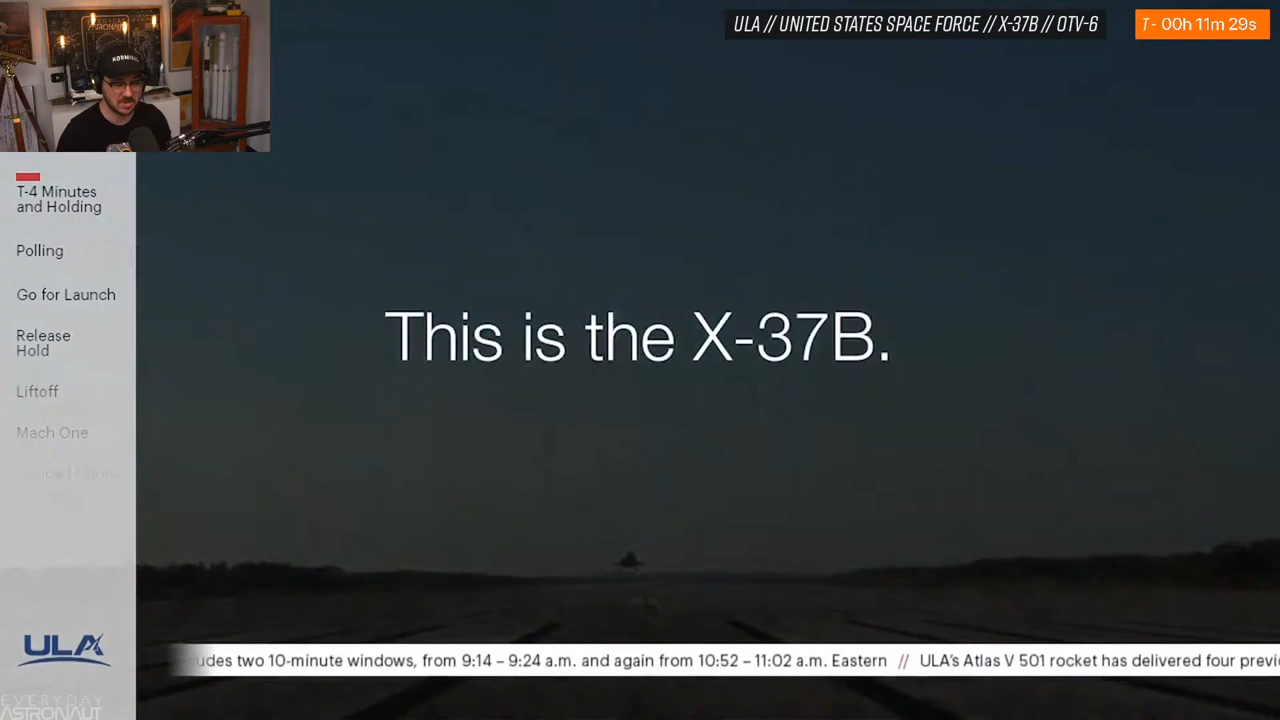 ULA // UNITED STATES SPACE FORCE // X-37B // OTV-6
T- 00h 11m 29s
T-4 Minutes
and Holding
Polling
Go for Launch
Release
Hold
Liftoff
Mach One
This is the X-37B.
ULA
udes two 10-minute windows, from 9:14 – 9:24 a.m. and again from 10:52 – 11:02 a.m. Eastern // ULA's Atlas V 501 rocket has delivered four previ
EVERYDAY
ASTRONAUT